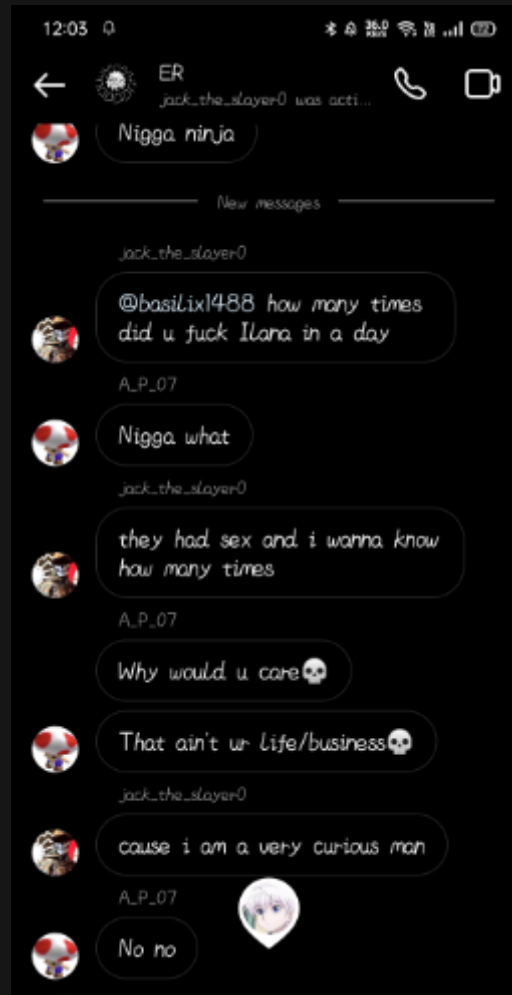 12:03
ER
jack_the_slayer0 was acti...
Nigga ninja
New messages
jack_the_slayer0
@basilix1488 how many times
did u fuck Ilana in a day
A_P_07
Nigga what
jack_the_slayer0
they had sex and i wanna know
how many times
A_P_07
Why would u care💀
That ain't ur life/business💀
jack_the_slayer0
cause i am a very curious man
A_P_07
No no